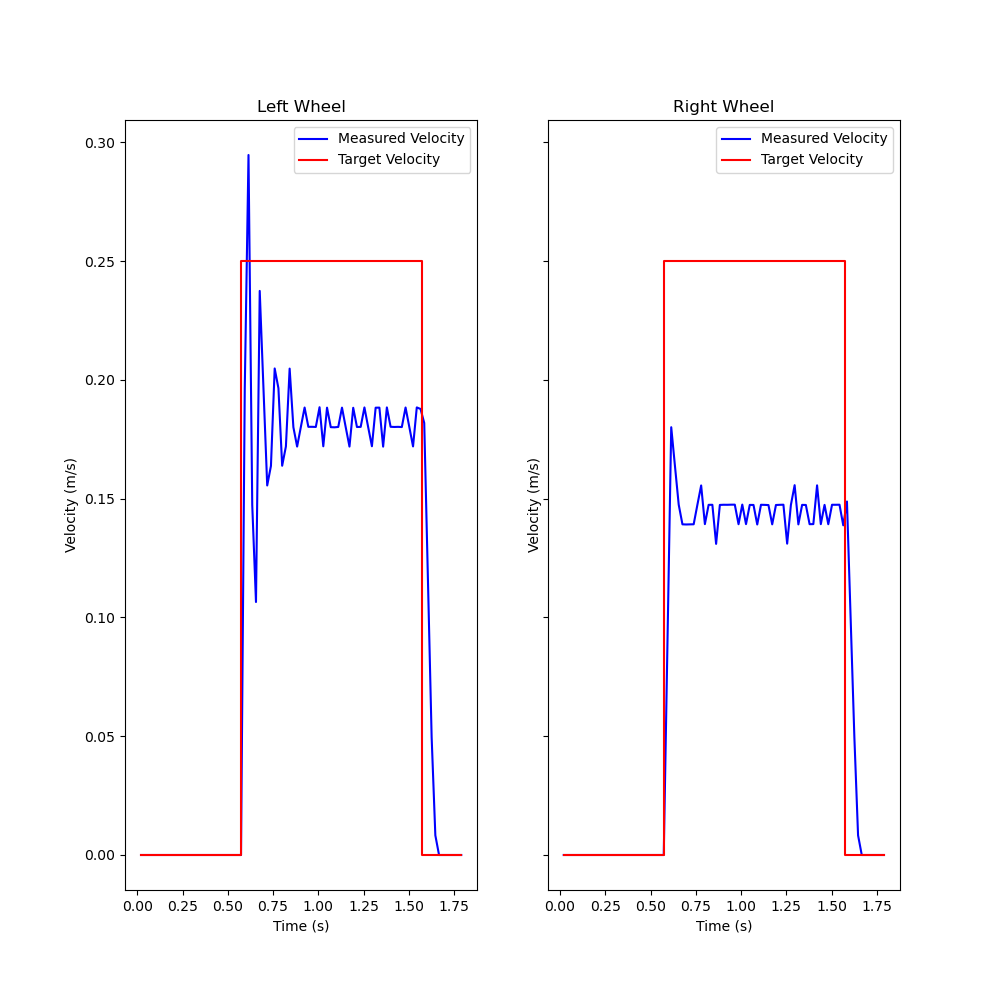 Left Wheel
Measured Velocity
Target Velocity
0.30
0.25
0.20
0.15
0.10
0.05
0.00
Velocity (m/s)
0.00 0.25 0.50 0.75 1.00 1.25 1.50 1.75
Time (s)
Right Wheel
Measured Velocity
Target Velocity
Velocity (m/s)
0.00 0.25 0.50 0.75 1.00 1.25 1.50 1.75
Time (s)